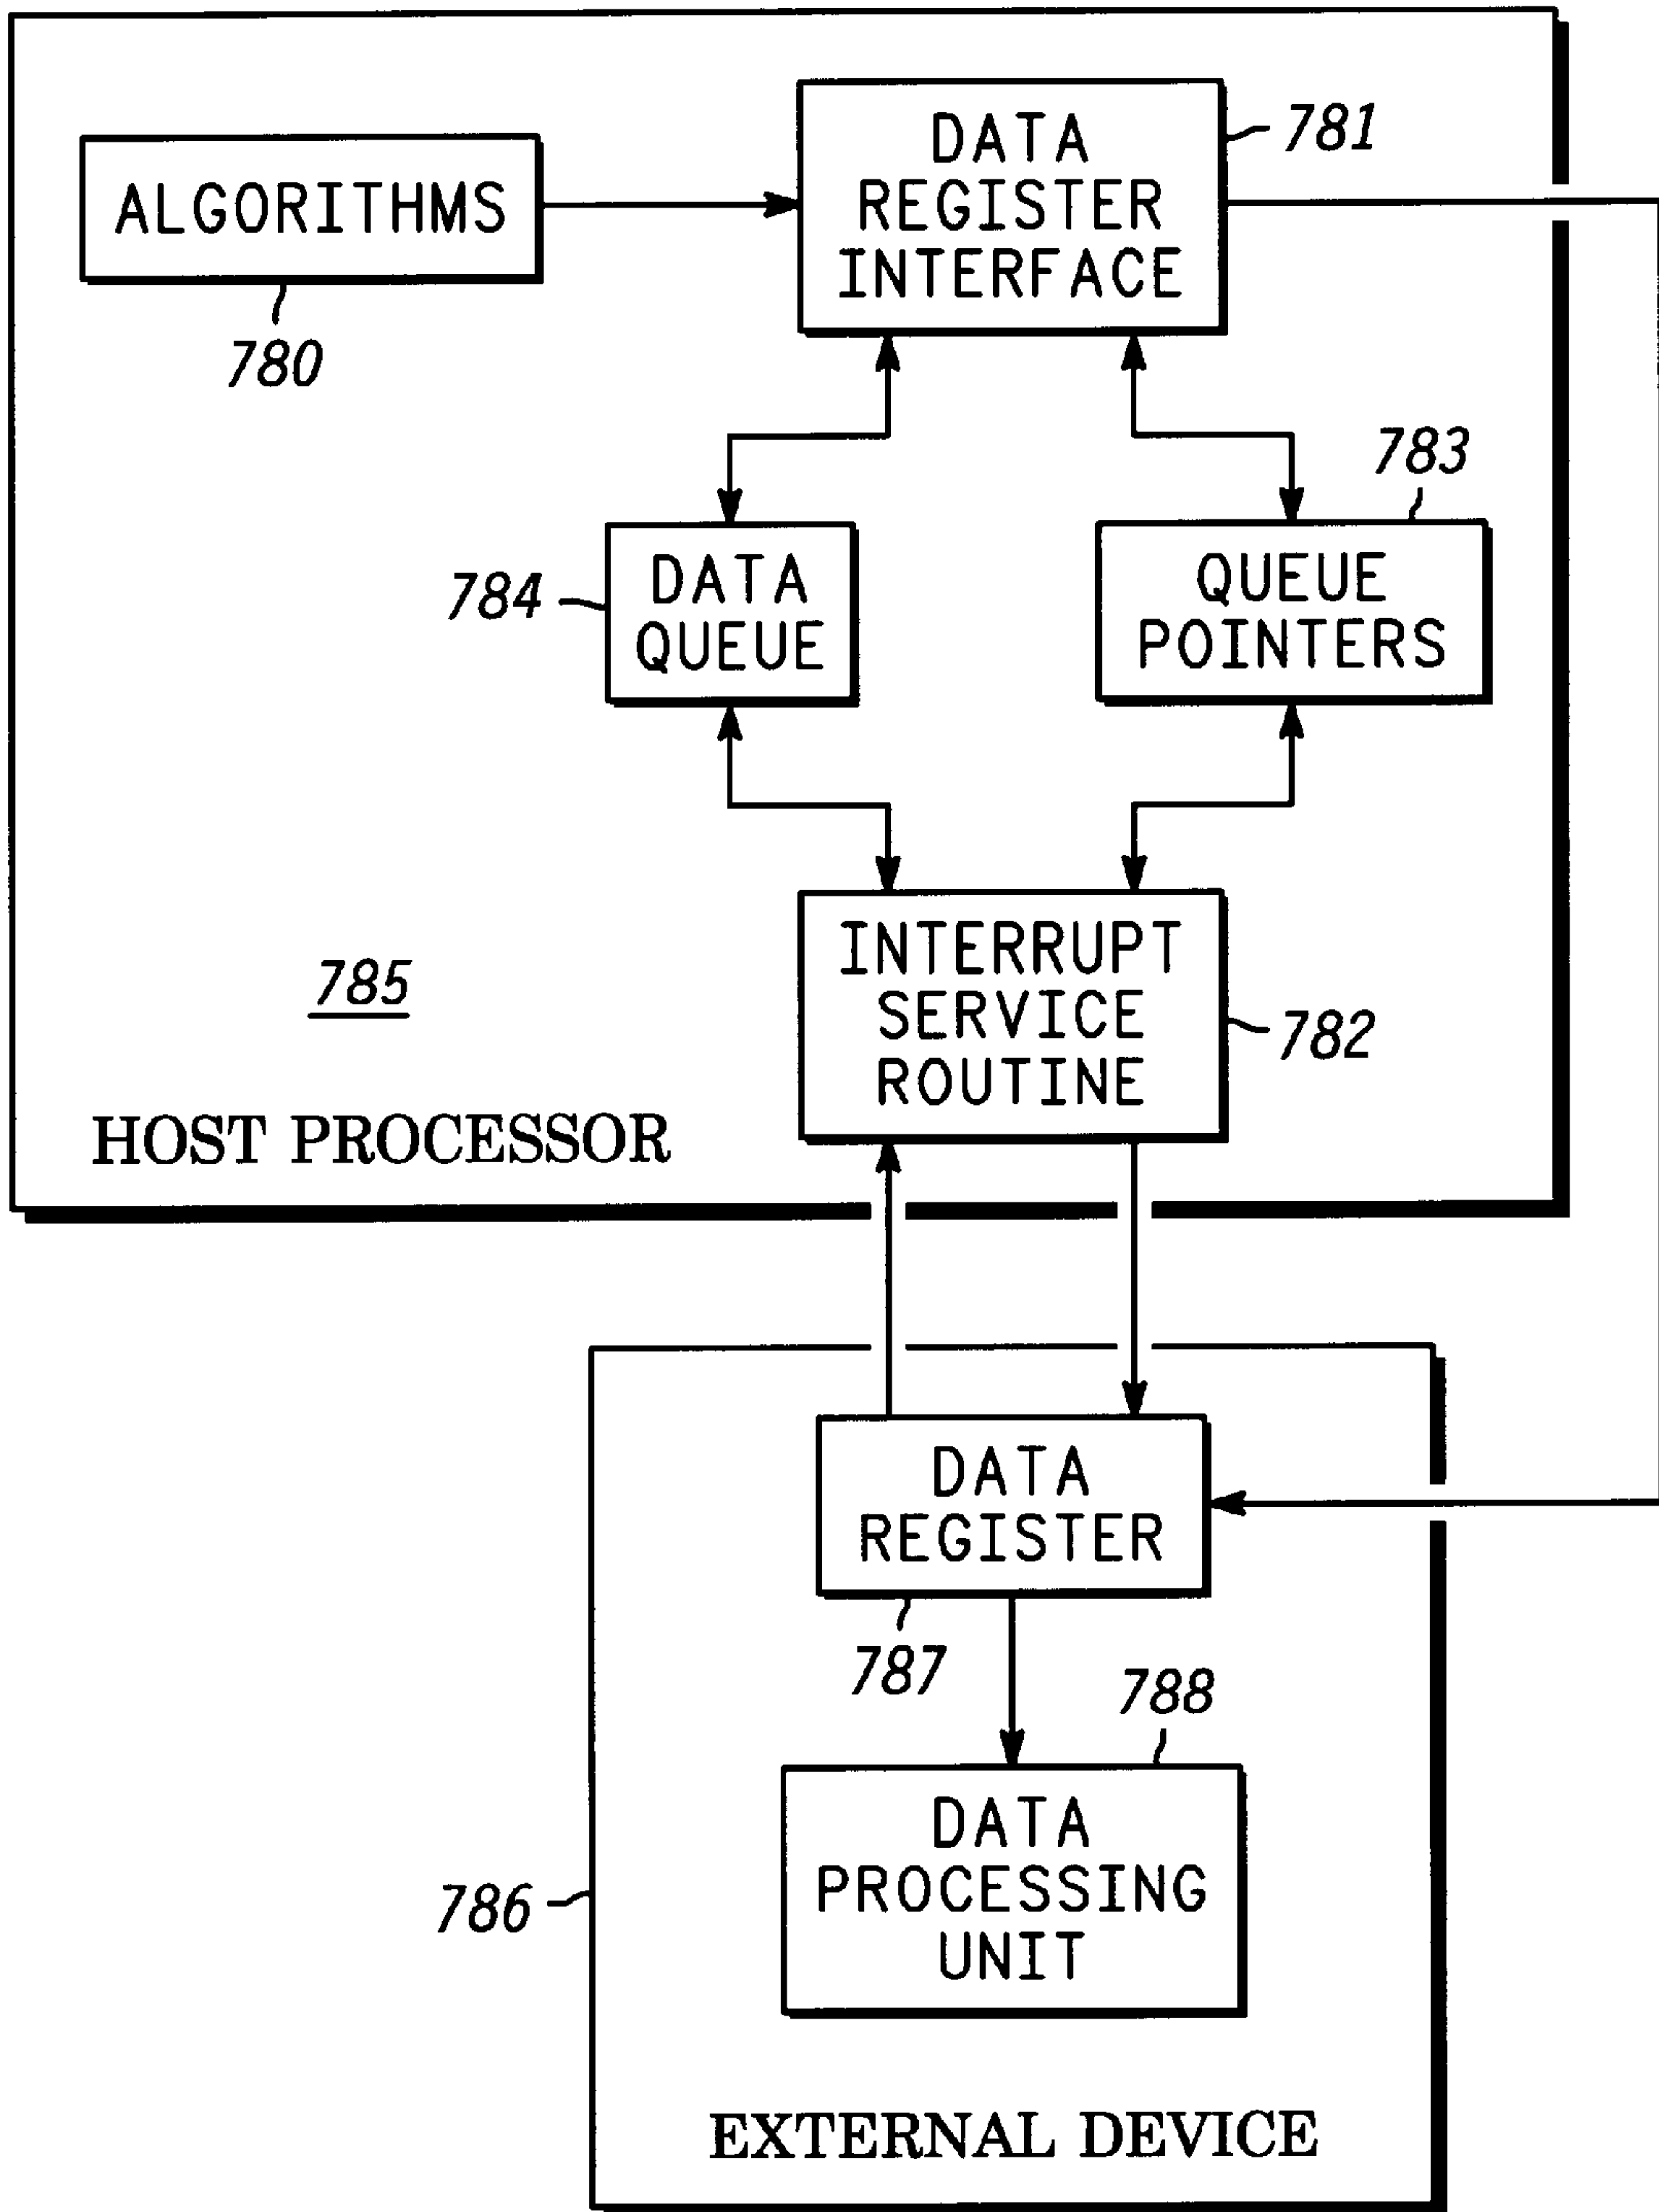 DATA
REGISTER
INTERFACE
781
ALGORITHMS
780
783
784
DATA
QUEUE
QUEUE
POINTERS
INTERRUPT
SERVICE
ROUTINE
785
782
HOST PROCESSOR
DATA
REGISTER
787
788
DATA
PROCESSING
UNIT
786
EXTERNAL DEVICE